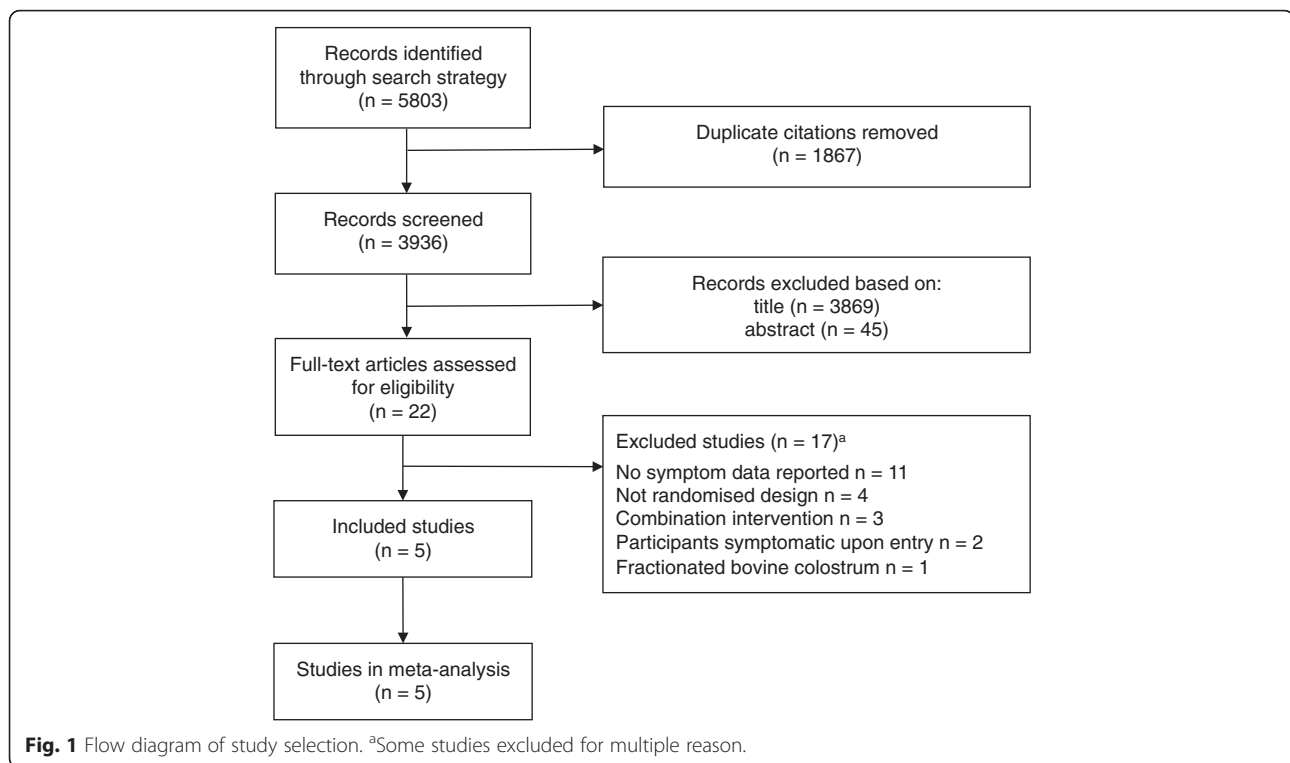 Records identified
through search strategy
(n = 5803)
Duplicate citations removed
(n = 1867)
Records screened
(n = 3936)
Records excluded based on:
title (n = 3869)
abstract (n = 45)
Full-text articles assessed
for eligibility
(n = 22)
Excluded studies (n = 17)ᵃ
No symptom data reported n = 11
Not randomised design n = 4
Combination intervention n = 3
Participants symptomatic upon entry n = 2
Fractionated bovine colostrum n = 1
Included studies
(n = 5)
Studies in meta-analysis
(n = 5)
Fig. 1 Flow diagram of study selection. ᵃSome studies excluded for multiple reason.